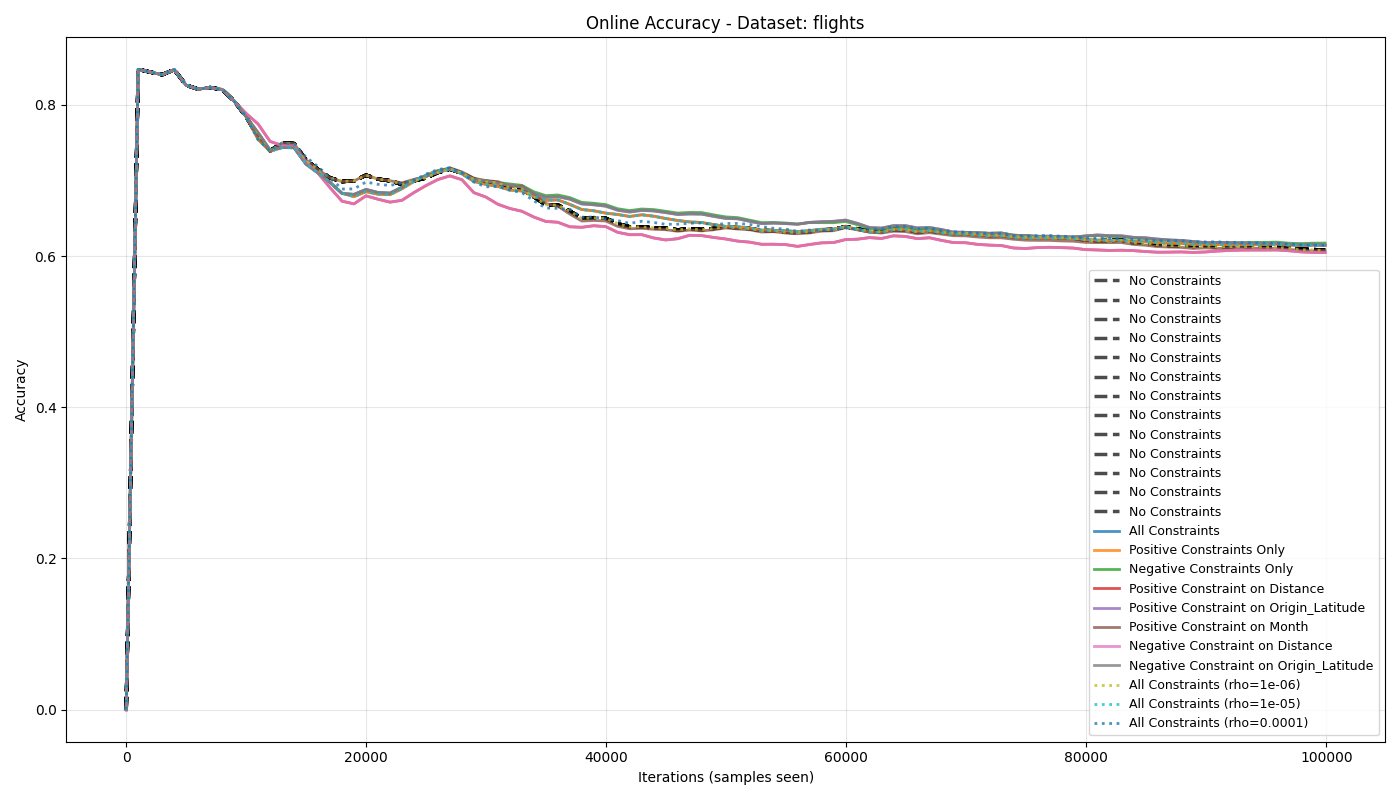 Online Accuracy - Dataset: flights
Accuracy
0.8
0.6
0.4
0.2
0.0
No Constraints
No Constraints
No Constraints
No Constraints
No Constraints
No Constraints
No Constraints
No Constraints
No Constraints
No Constraints
No Constraints
No Constraints
No Constraints
All Constraints
Positive Constraints Only
Negative Constraints Only
Positive Constraint on Distance
Positive Constraint on Origin_Latitude
Positive Constraint on Month
Negative Constraint on Distance
Negative Constraint on Origin_Latitude
All Constraints (rho=1e-06)
All Constraints (rho=1e-05)
All Constraints (rho=0.0001)
0 20000 40000 60000 80000 100000
Iterations (samples seen)